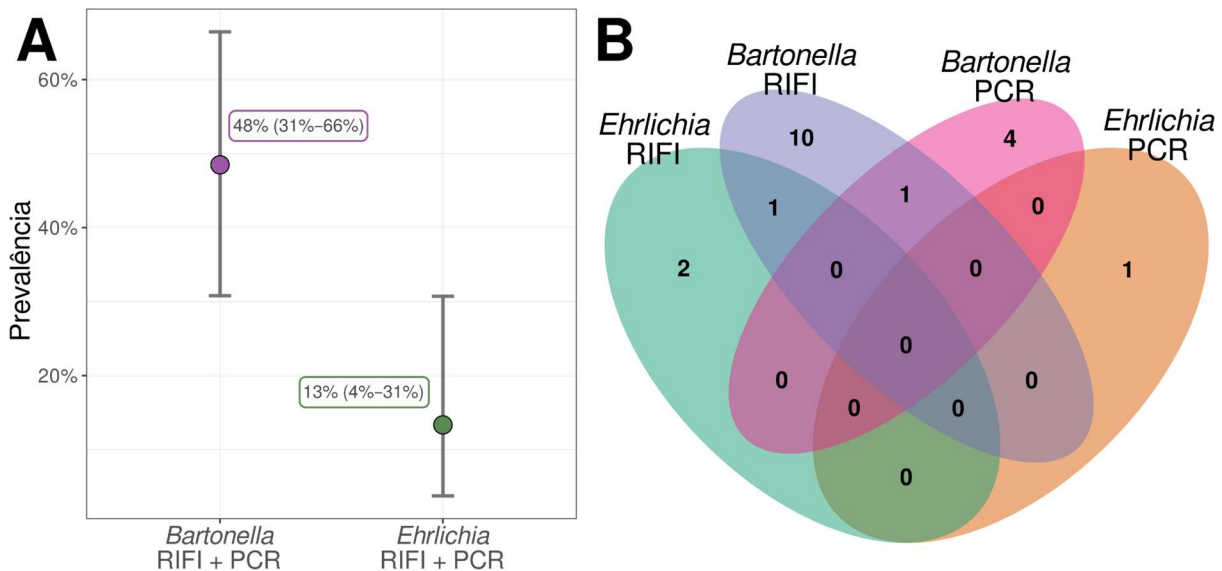 A
Prevalência
60%
40%
20%
48% (31%–66%)
13% (4%–31%)
Bartonella
RIFI + PCR
Ehrlichia
RIFI + PCR
B
Ehrlichia
RIFI
Bartonella
RIFI
Bartonella
PCR
Ehrlichia
PCR
10
4
1
1
0
2
0
0
1
0
0
0
0
0
0